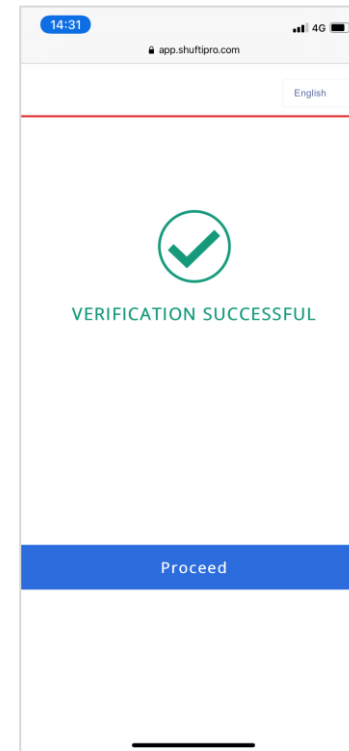 14:31
4G
app.shuftipro.com
English
VERIFICATION SUCCESSFUL
Proceed